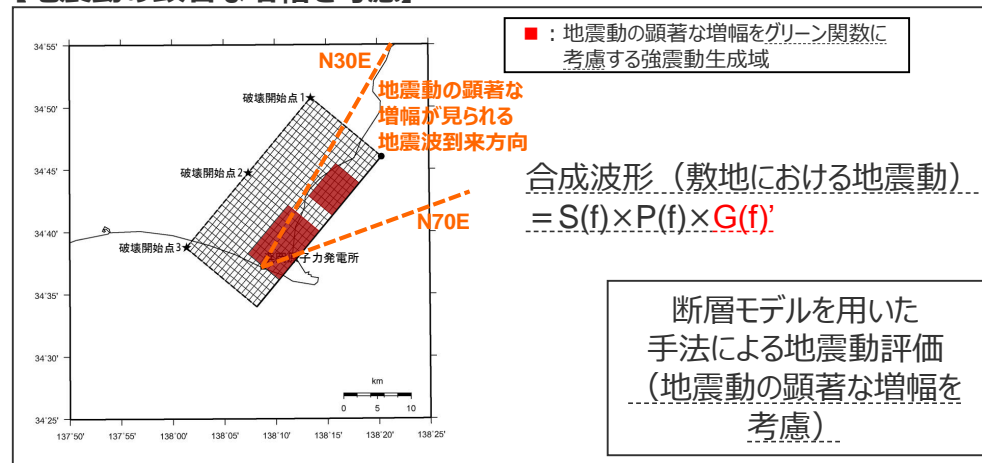 34˚55'
34˚50'
34˚45'
34˚40'
34˚35'
34˚30'
34˚25'
137˚50'
137˚55'
138˚00'
138˚05'
138˚10'
138˚15'
138˚20'
138˚25'
N30E
地震動の顕著な
増幅が見られる
地震波到来方向
破壊開始点1★
破壊開始点2★
破壊開始点3★
N70E
子力発電所
km
0 5 10
■：地震動の顕著な増幅をグリーン関数に
考慮する強震動生成域
合成波形（敷地における地震動）
＝S(f)×P(f)×G(f)’
断層モデルを用いた
手法による地震動評価
（地震動の顕著な増幅を
考慮）